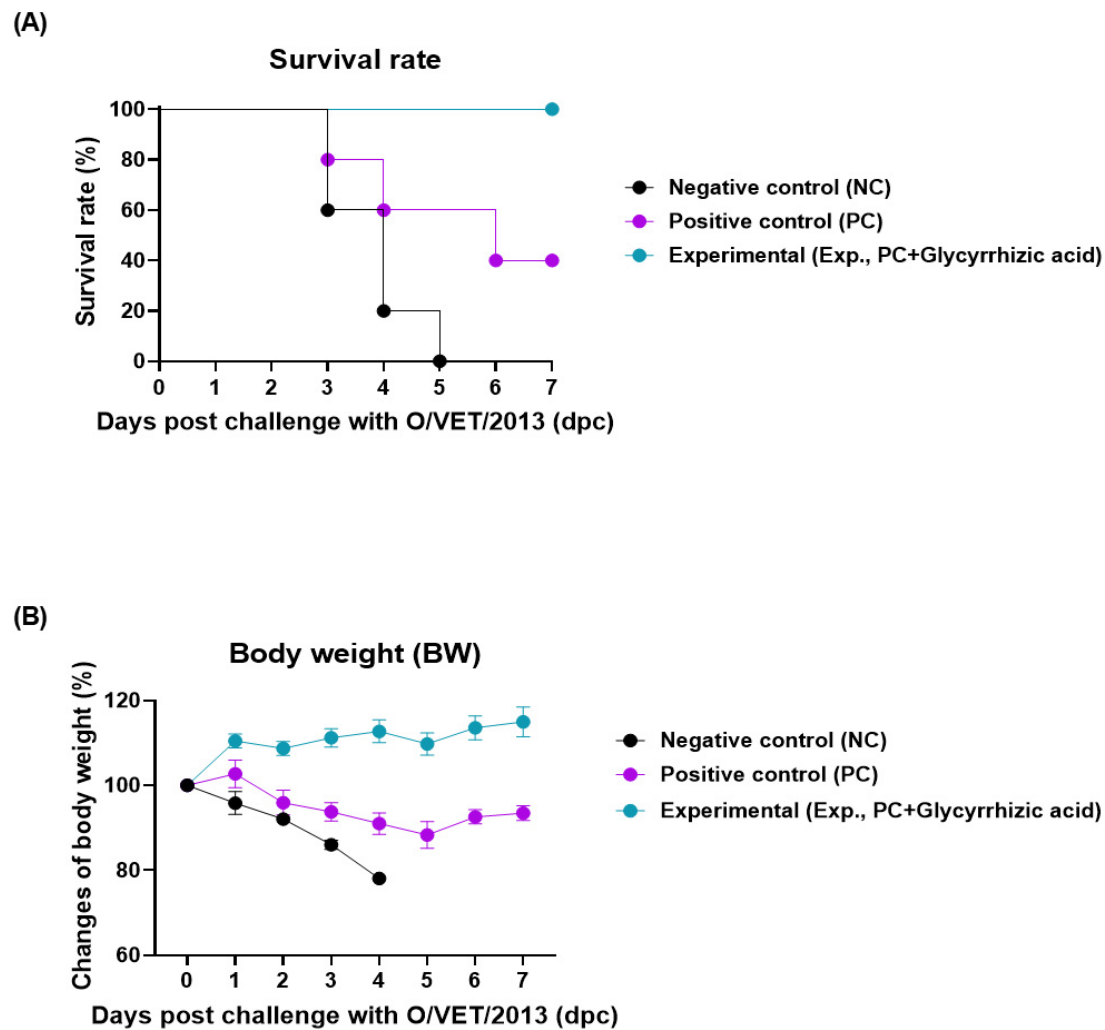 (A)
Survival rate
Survival rate (%)
100
80
60
40
20
0
0 1 2 3 4 5 6 7
Days post challenge with O/VET/2013 (dpc)
Negative control (NC)
Positive control (PC)
Experimental (Exp., PC+Glycyrrhizic acid)
(B)
Body weight (BW)
Changes of body weight (%)
120
100
80
60
0 1 2 3 4 5 6 7
Days post challenge with O/VET/2013 (dpc)
Negative control (NC)
Positive control (PC)
Experimental (Exp., PC+Glycyrrhizic acid)